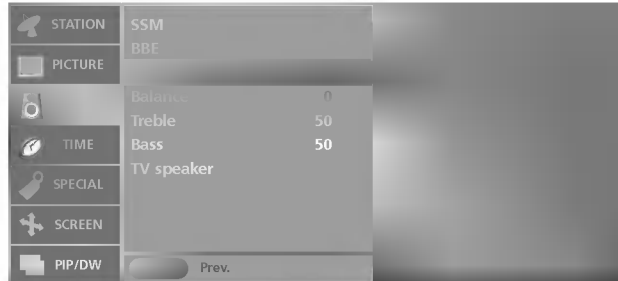 STATION
PICTURE
TIME
SPECIAL
SCREEN
PIP/DW
SSM
BBE
Balance 0
Treble 50
Bass 50
TV speaker
Prev.